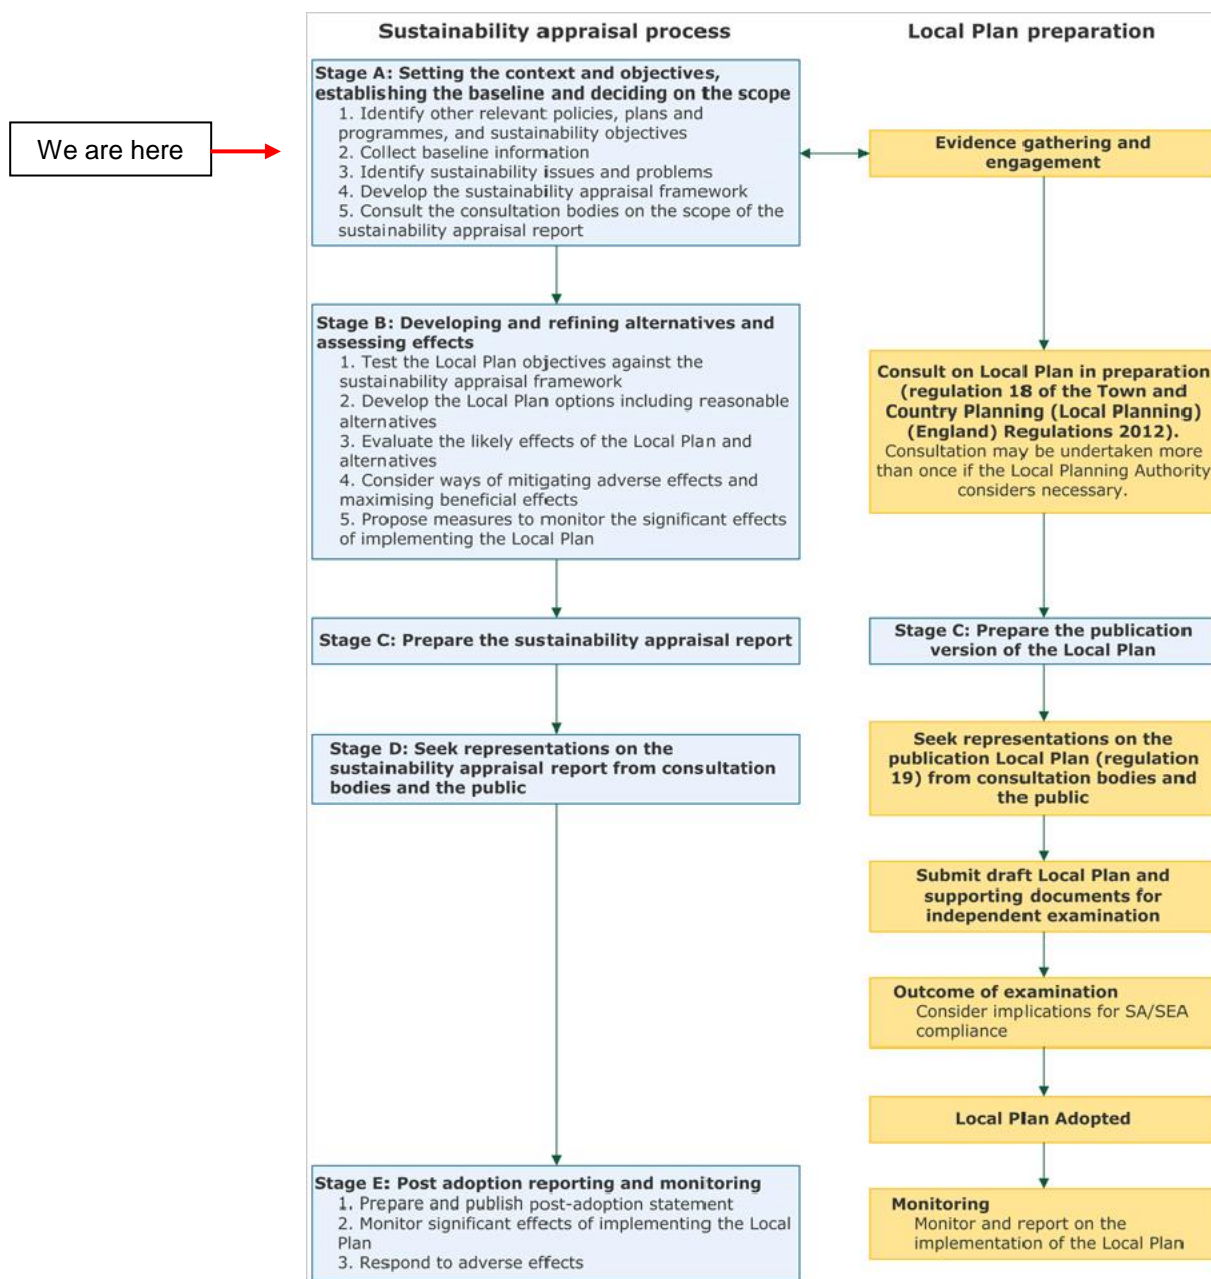 Sustainability appraisal process
Local Plan preparation
We are here
Stage A: Setting the context and objectives,
establishing the baseline and deciding on the scope
1. Identify other relevant policies, plans and
programmes, and sustainability objectives
2. Collect baseline information
3. Identify sustainability issues and problems
4. Develop the sustainability appraisal framework
5. Consult the consultation bodies on the scope of the
sustainability appraisal report
Evidence gathering and
engagement
Stage B: Developing and refining alternatives and
assessing effects
1. Test the Local Plan objectives against the
sustainability appraisal framework
2. Develop the Local Plan options including reasonable
alternatives
3. Evaluate the likely effects of the Local Plan and
alternatives
4. Consider ways of mitigating adverse effects and
maximising beneficial effects
5. Propose measures to monitor the significant effects
of implementing the Local Plan
Consult on Local Plan in preparation
(regulation 18 of the Town and
Country Planning (Local Planning)
(England) Regulations 2012).
Consultation may be undertaken more
than once if the Local Planning Authority
considers necessary.
Stage C: Prepare the sustainability appraisal report
Stage C: Prepare the publication
version of the Local Plan
Stage D: Seek representations on the
sustainability appraisal report from consultation
bodies and the public
Seek representations on the
publication Local Plan (regulation
19) from consultation bodies and
the public
Submit draft Local Plan and
supporting documents for
independent examination
Outcome of examination
Consider implications for SA/SEA
compliance
Local Plan Adopted
Stage E: Post adoption reporting and monitoring
1. Prepare and publish post-adoption statement
2. Monitor significant effects of implementing the Local
Plan
3. Respond to adverse effects
Monitoring
Monitor and report on the
implementation of the Local Plan